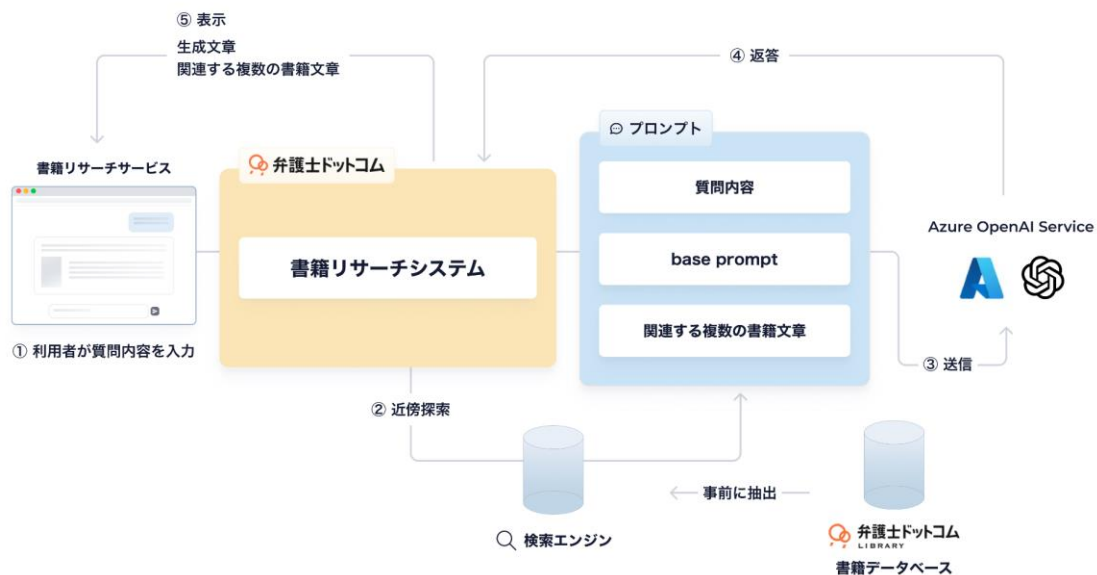 ⑤ 表示
生成文章
関連する複数の書籍文章
④ 返答
プロンプト
書籍リサーチサービス
弁護士ドットコム
質問内容
書籍リサーチシステム
base prompt
関連する複数の書籍文章
Azure OpenAI Service
① 利用者が質問内容を入力
③ 送信
② 近傍探索
事前に抽出
検索エンジン
弁護士ドットコム
LIBRARY
書籍データベース